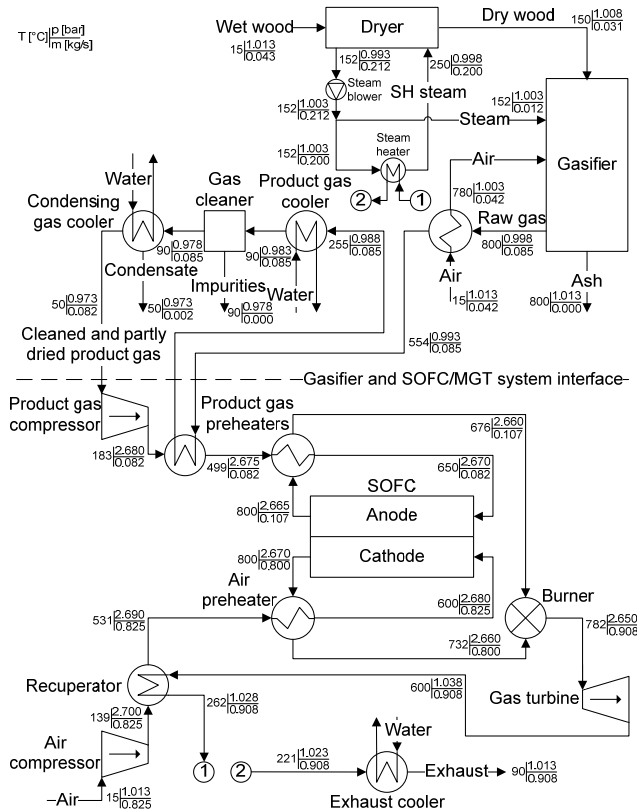 T [°C] p [bar]
m [kg/s]
Wet wood
15 1.013
0.043
Dryer
Dry wood
150 1.008
0.031
152 0.993
0.212
250 0.998
0.200
Steam
blower
SH steam
152 1.003
0.212
152 1.003
0.012
Steam
Steam
heater
152 1.003
0.200
2
1
Air
780 1.003
0.042
Gasifier
Raw gas
800 0.998
0.085
Air
15 1.013
0.042
Ash
800 1.013
0.000
Water
Condensing
gas cooler
Gas
cleaner
Product gas
cooler
90 0.978
0.085
90 0.983
0.085
255 0.988
0.085
Condensate
Impurities
Water
50 0.973
0.082
50 0.973
0.002
90 0.978
0.000
554 0.993
0.085
Cleaned and partly
dried product gas
Gasifier and SOFC/MGT system interface
Product gas
compressor
Product gas
preheaters
183 2.680
0.082
499 2.675
0.082
676 2.660
0.107
650 2.670
0.082
SOFC
Anode
Cathode
800 2.665
0.107
800 2.670
0.800
Air
preheater
600 2.680
0.825
Burner
531 2.690
0.825
732 2.660
0.800
782 2.650
0.908
Recuperator
262 1.028
0.908
600 1.038
0.908
Gas turbine
139 2.700
0.825
Air
compressor
Air
15 1.013
0.825
1
2
221 1.023
0.908
Water
Exhaust
90 1.013
0.908
Exhaust cooler